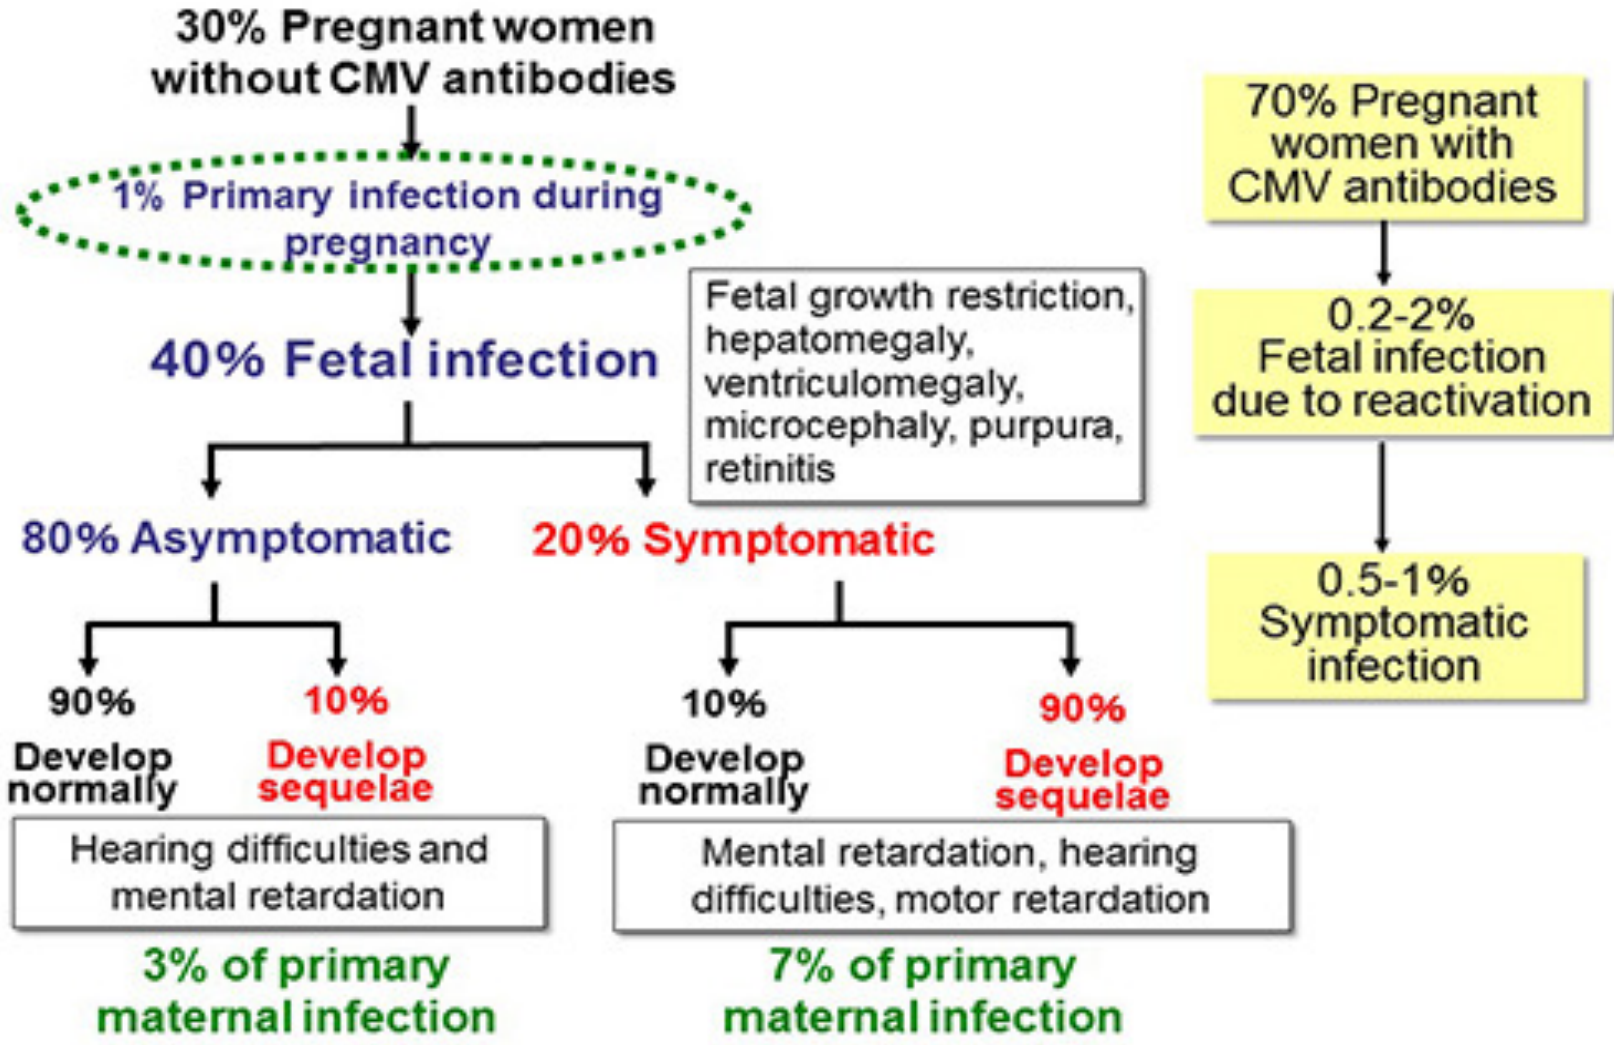 30% Pregnant women
without CMV antibodies
1% Primary infection during
pregnancy
40% Fetal infection
Fetal growth restriction,
hepatomegaly,
ventriculomegaly,
microcephaly, purpura,
retinitis
80% Asymptomatic
20% Symptomatic
90%
Develop
normally
10%
Develop
sequelae
10%
Develop
normally
90%
Develop
sequelae
Hearing difficulties and
mental retardation
Mental retardation, hearing
difficulties, motor retardation
3% of primary
maternal infection
7% of primary
maternal infection
70% Pregnant
women with
CMV antibodies
0.2-2%
Fetal infection
due to reactivation
0.5-1%
Symptomatic
infection